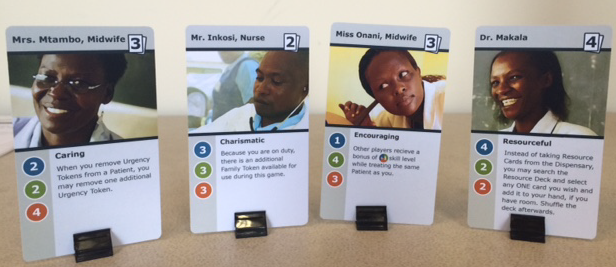 Mrs. Mtambo, Midwife 3
Caring
2
2
4
When you remove Urgency
Tokens from a Patient, you
may remove one additional
Urgency Token.
Mr. Inkosi, Nurse 2
Charismatic
3
3
3
Because you are on duty,
there is an additional
Family Token available for
use during this game.
Miss Onani, Midwife 3
Encouraging
1
4
3
Other players recieve a
bonus of skill level
while treating the same
Patient as you.
Dr. Makala 4
Resourceful
4
2
2
Instead of taking Resource
Cards from the Dispensary,
you may search the
Resource Deck and select
any ONE card you wish and
add it to your hand, if you
have room. Shuffle the
deck afterwards.